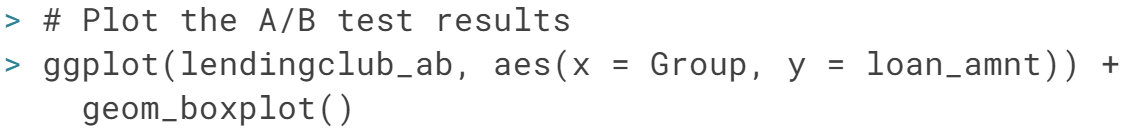 > # Plot the A/B test results
> ggplot(lendingclub_ab, aes(x = Group, y = loan_amnt)) +
    geom_boxplot()